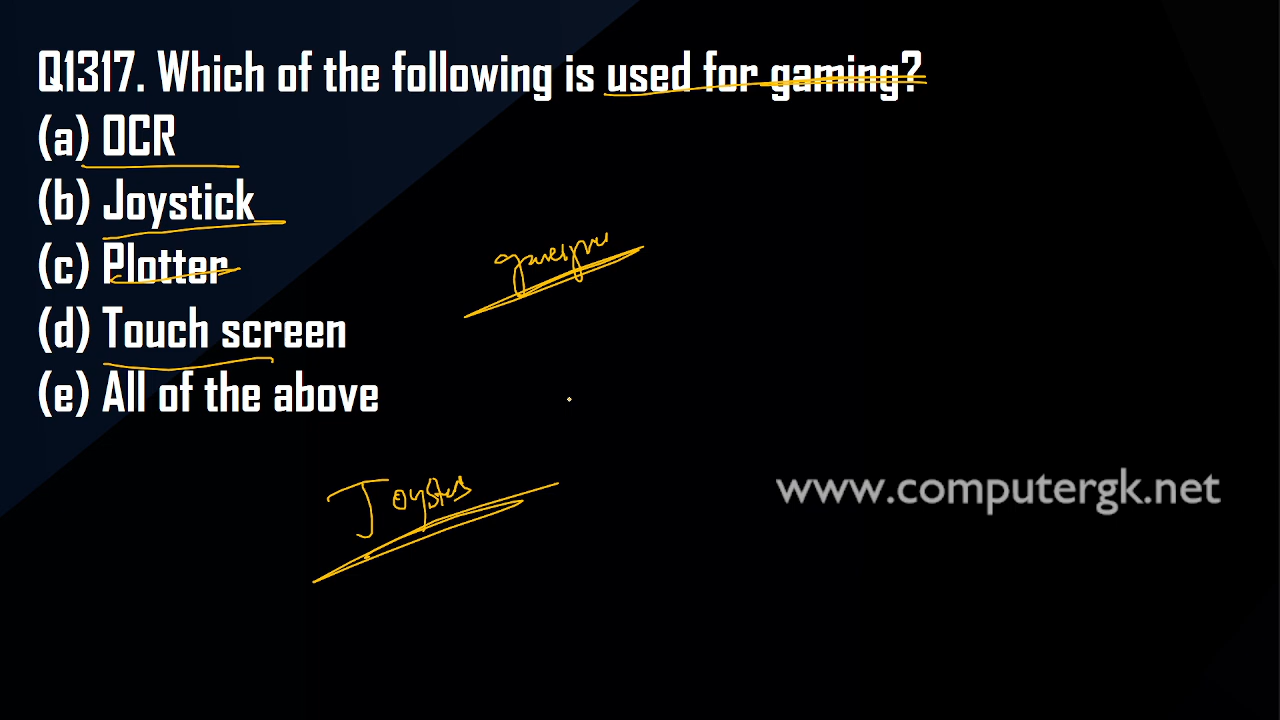 Q1317. Which of the following is used for gaming?
(a) OCR
(b) Joystick
(c) Plotter
(d) Touch screen
(e) All of the above
www.computergk.net